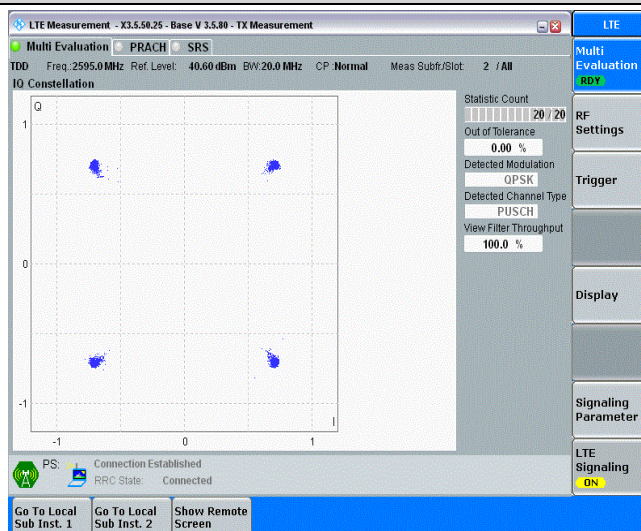 LTE Measurement - X3.5.50.25 - Base V 3.5.80 - TX Measurement
LTE
Multi Evaluation PRACH SRS
TDD Freq.:2595.0 MHz Ref. Level: 40.60 dBm BW:20.0 MHz CP :Normal Meas Subfr./Slot: 2 / All
IQ Constellation
Q
1
0
-1
-1 0 1
I
Statistic Count
20 / 20
Out of Tolerance
0.00 %
Detected Modulation
QPSK
Detected Channel Type
PUSCH
View Filter Throughput
100.0 %
Multi
Evaluation
RDY
RF
Settings
Trigger
Display
Signaling
Parameter
LTE
Signaling
ON
PS: Connection Established
RRC State: Connected
Go To Local
Sub Inst. 1
Go To Local
Sub Inst. 2
Show Remote
Screen